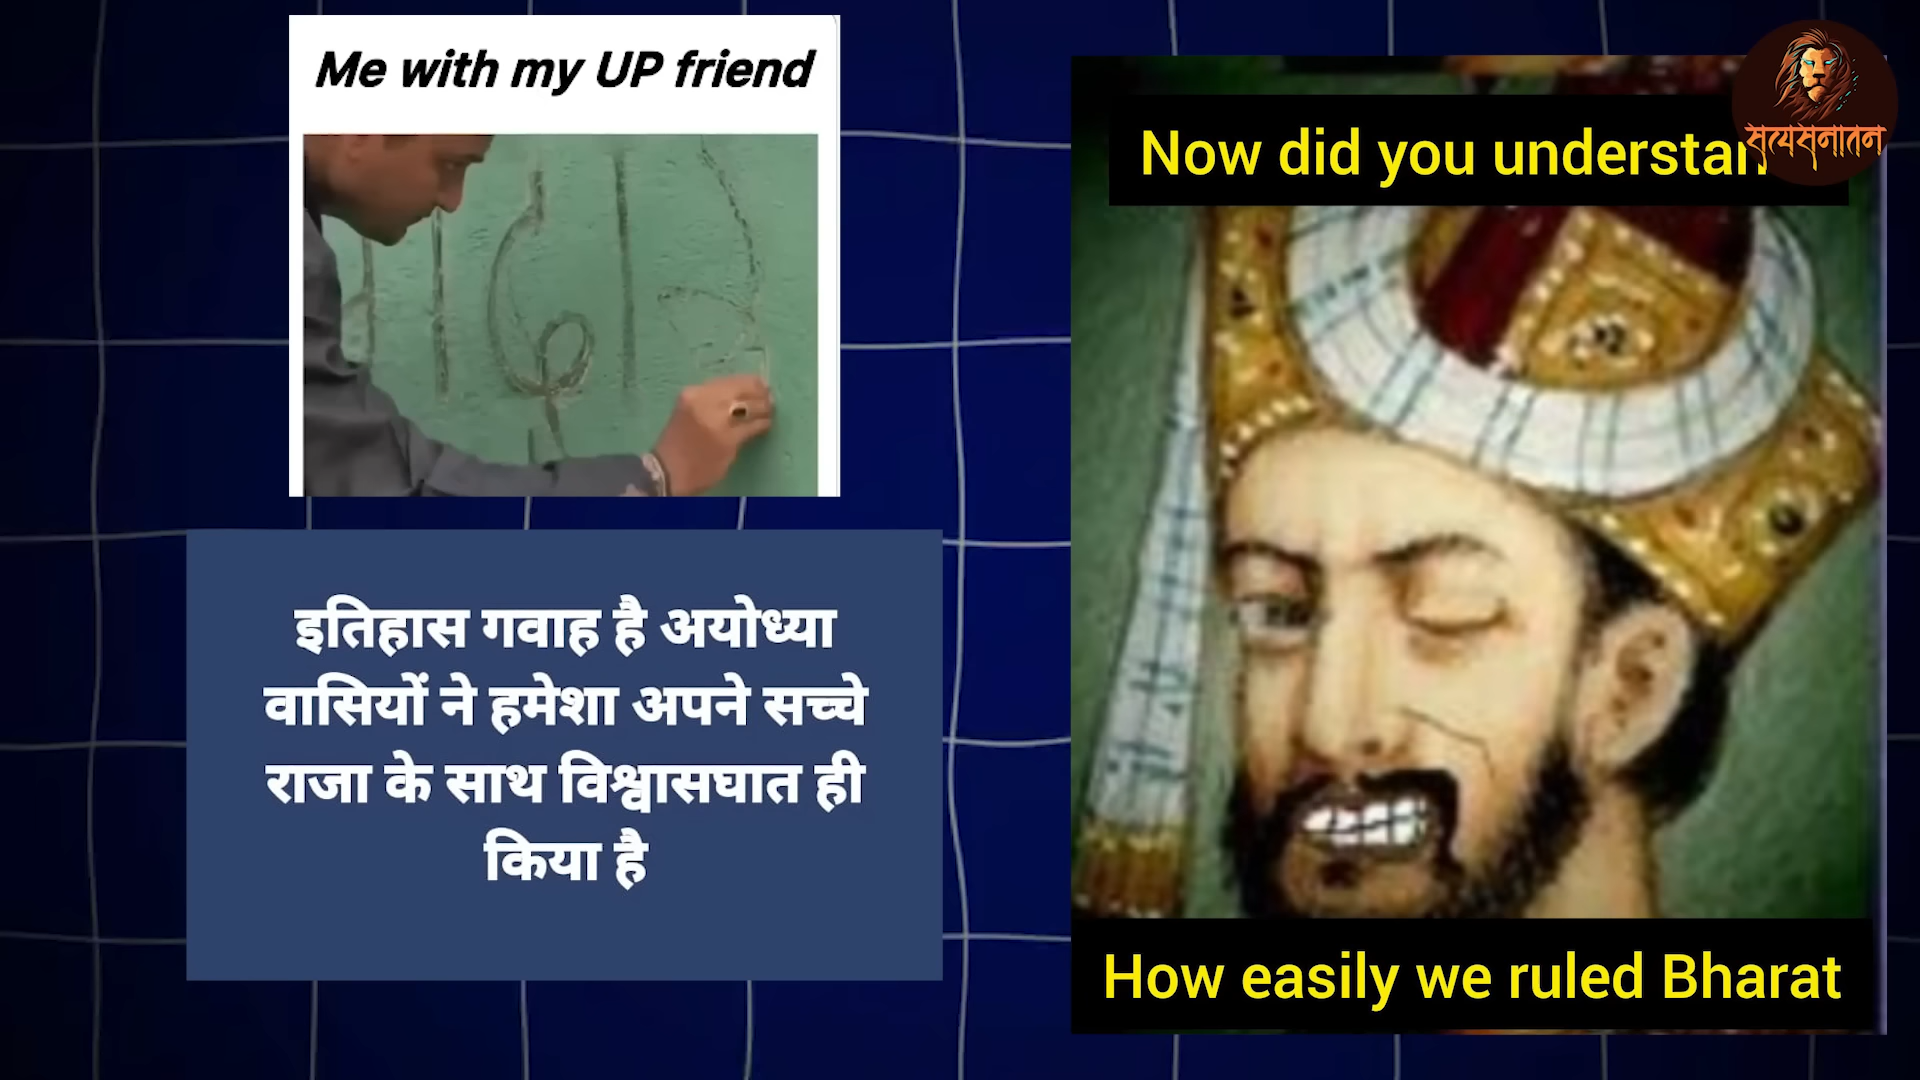 Me with my UP friend
इतिहास गवाह है अयोध्या
वासियों ने हमेशा अपने सच्चे
राजा के साथ विश्वासघात ही
किया है
Now did you understan
सत्यसनातन
How easily we ruled Bharat